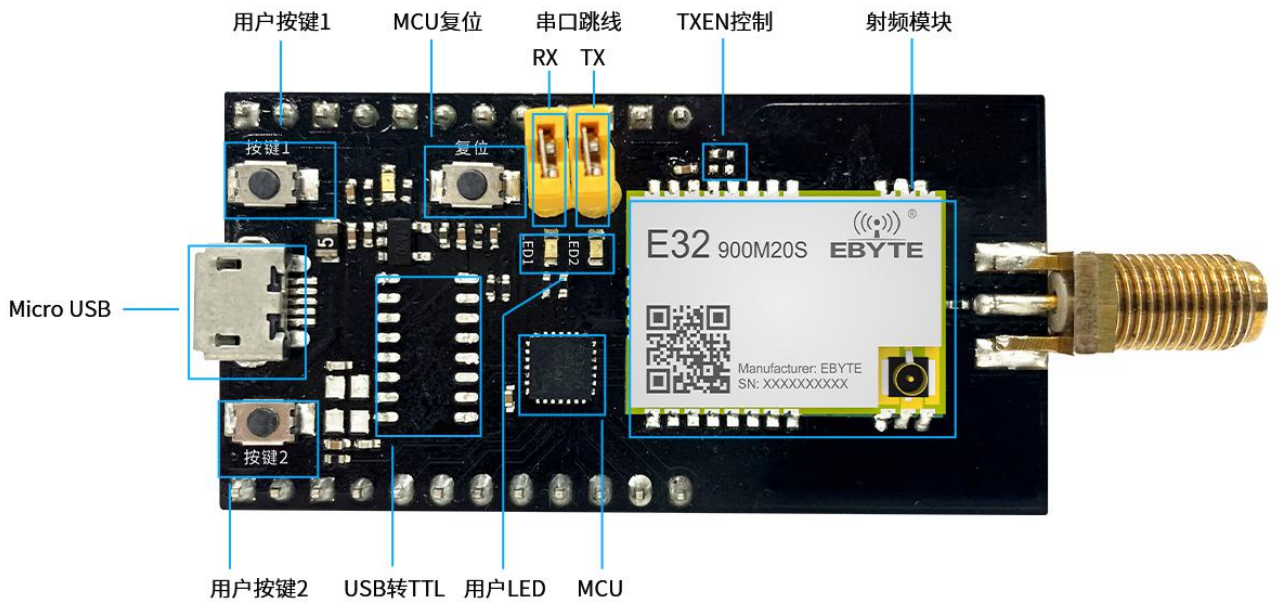 用户按键1
MCU复位
串口跳线
TXEN控制
射频模块
RX
TX
按键1
复位
E32 900M20S
EBYTE
®
LED1
LED2
Micro USB
Manufacturer: EBYTE
SN: XXXXXXXXXX
按键2
用户按键2
USB转TTL
用户LED
MCU